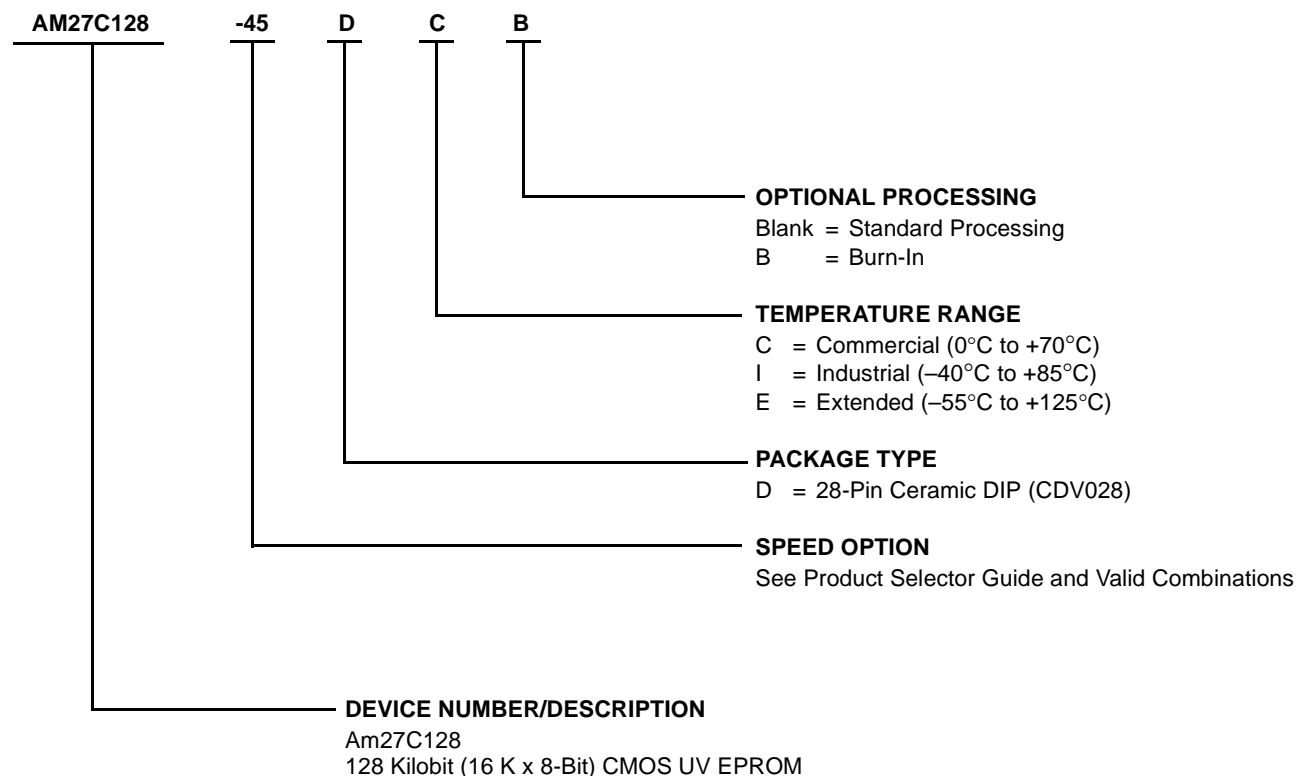 AM27C128 -45 D C B
OPTIONAL PROCESSING
Blank = Standard Processing
B = Burn-In
TEMPERATURE RANGE
C = Commercial (0°C to +70°C)
I = Industrial (–40°C to +85°C)
E = Extended (–55°C to +125°C)
PACKAGE TYPE
D = 28-Pin Ceramic DIP (CDV028)
SPEED OPTION
See Product Selector Guide and Valid Combinations
DEVICE NUMBER/DESCRIPTION
Am27C128
128 Kilobit (16 K x 8-Bit) CMOS UV EPROM